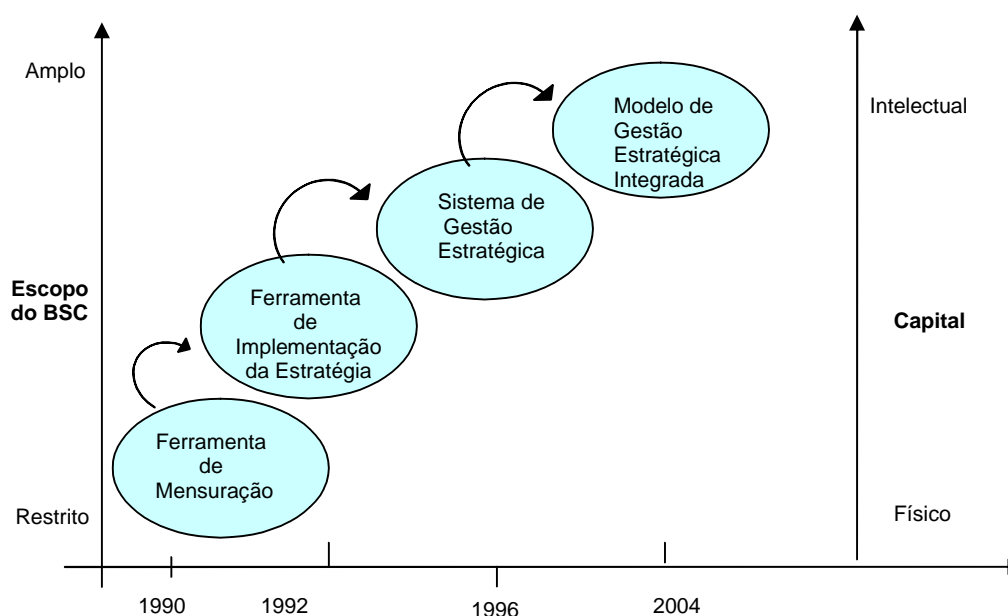 Amplo
Modelo de
Gestão
Estratégica
Integrada
Intelectual
Sistema de
Gestão
Estratégica
Escopo
do BSC
Ferramenta
de
Implementação
da Estratégia
Capital
Ferramenta
de
Mensuração
Restrito
Físico
1990
1992
1996
2004